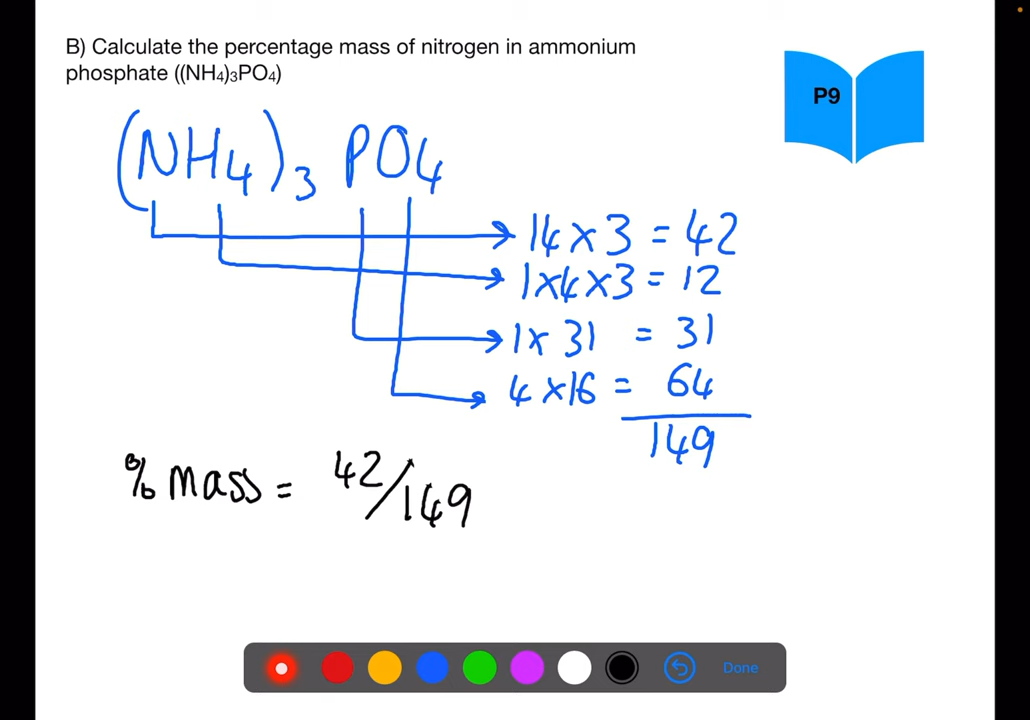 B) Calculate the percentage mass of nitrogen in ammonium
phosphate ((NH4)3PO4)
P9
(NH4)3 PO4
14 × 3 = 42
1×4×3 = 12
1× 31 = 31
4 ×16 = 64
149
% mass = 42/149
Done